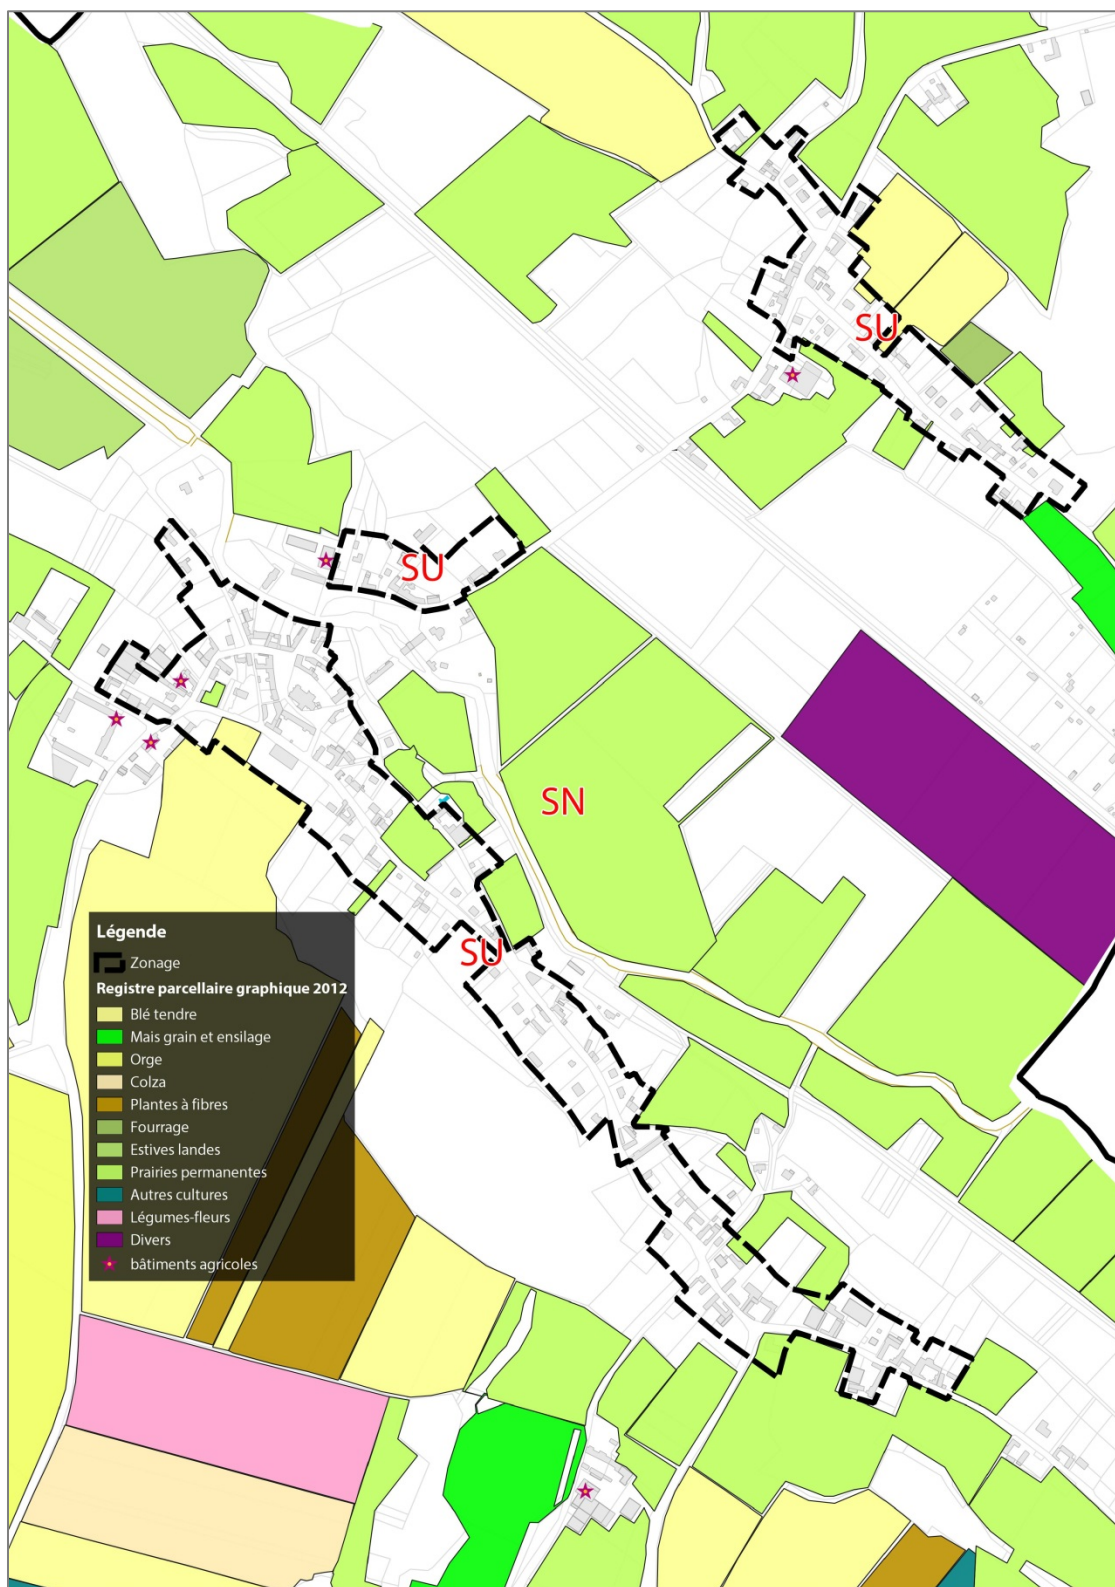 SU
SU
SN
SU
Légende
Zonage
Registre parcellaire graphique 2012
Blé tendre
Mais grain et ensilage
Orge
Colza
Plantes à fibres
Fourrage
Estives landes
Prairies permanentes
Autres cultures
Légumes-fleurs
Divers
bâtiments agricoles